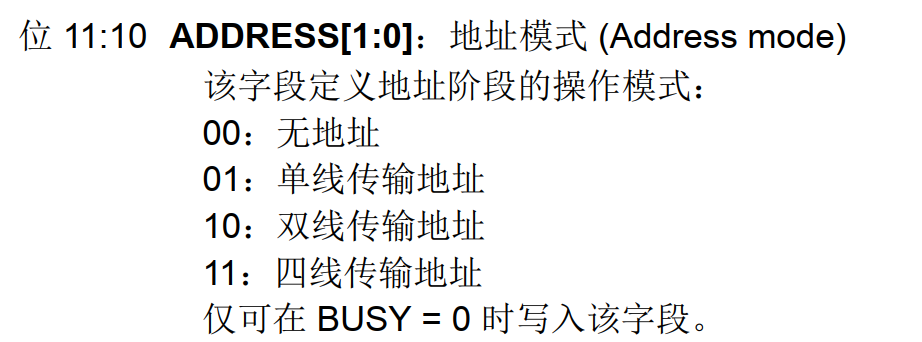 位 11:10 ADDRESS[1:0]：地址模式 (Address mode)
该字段定义地址阶段的操作模式：
00：无地址
01：单线传输地址
10：双线传输地址
11：四线传输地址
仅可在 BUSY = 0 时写入该字段。